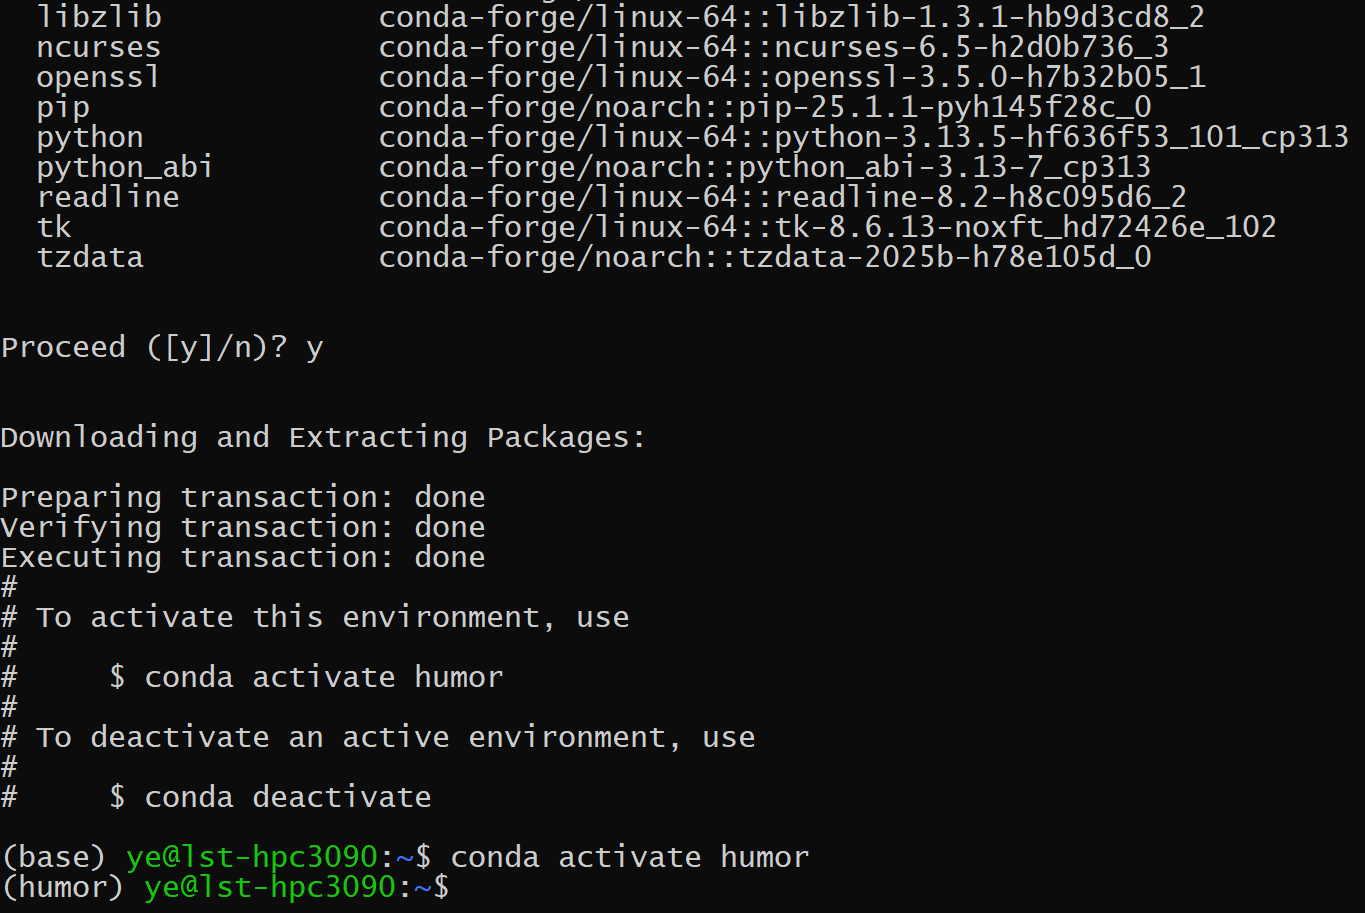 libzlib            conda-forge/linux-64::libzlib-1.3.1-hb9d3cd8_2
ncurses            conda-forge/linux-64::ncurses-6.5-h2d0b736_3
openssl            conda-forge/linux-64::openssl-3.5.0-h7b32b05_1
pip                conda-forge/noarch::pip-25.1.1-pyh145f28c_0
python             conda-forge/linux-64::python-3.13.5-hf636f53_101_cp313
python_abi         conda-forge/noarch::python_abi-3.13-7_cp313
readline           conda-forge/linux-64::readline-8.2-h8c095d6_2
tk                 conda-forge/linux-64::tk-8.6.13-noxft_hd72426e_102
tzdata             conda-forge/noarch::tzdata-2025b-h78e105d_0
Proceed ([y]/n)? y
Downloading and Extracting Packages:
Preparing transaction: done
Verifying transaction: done
Executing transaction: done
#
# To activate this environment, use
#
#     $ conda activate humor
#
# To deactivate an active environment, use
#
#     $ conda deactivate
(base) ye@lst-hpc3090:~$ conda activate humor
(humor) ye@lst-hpc3090:~$